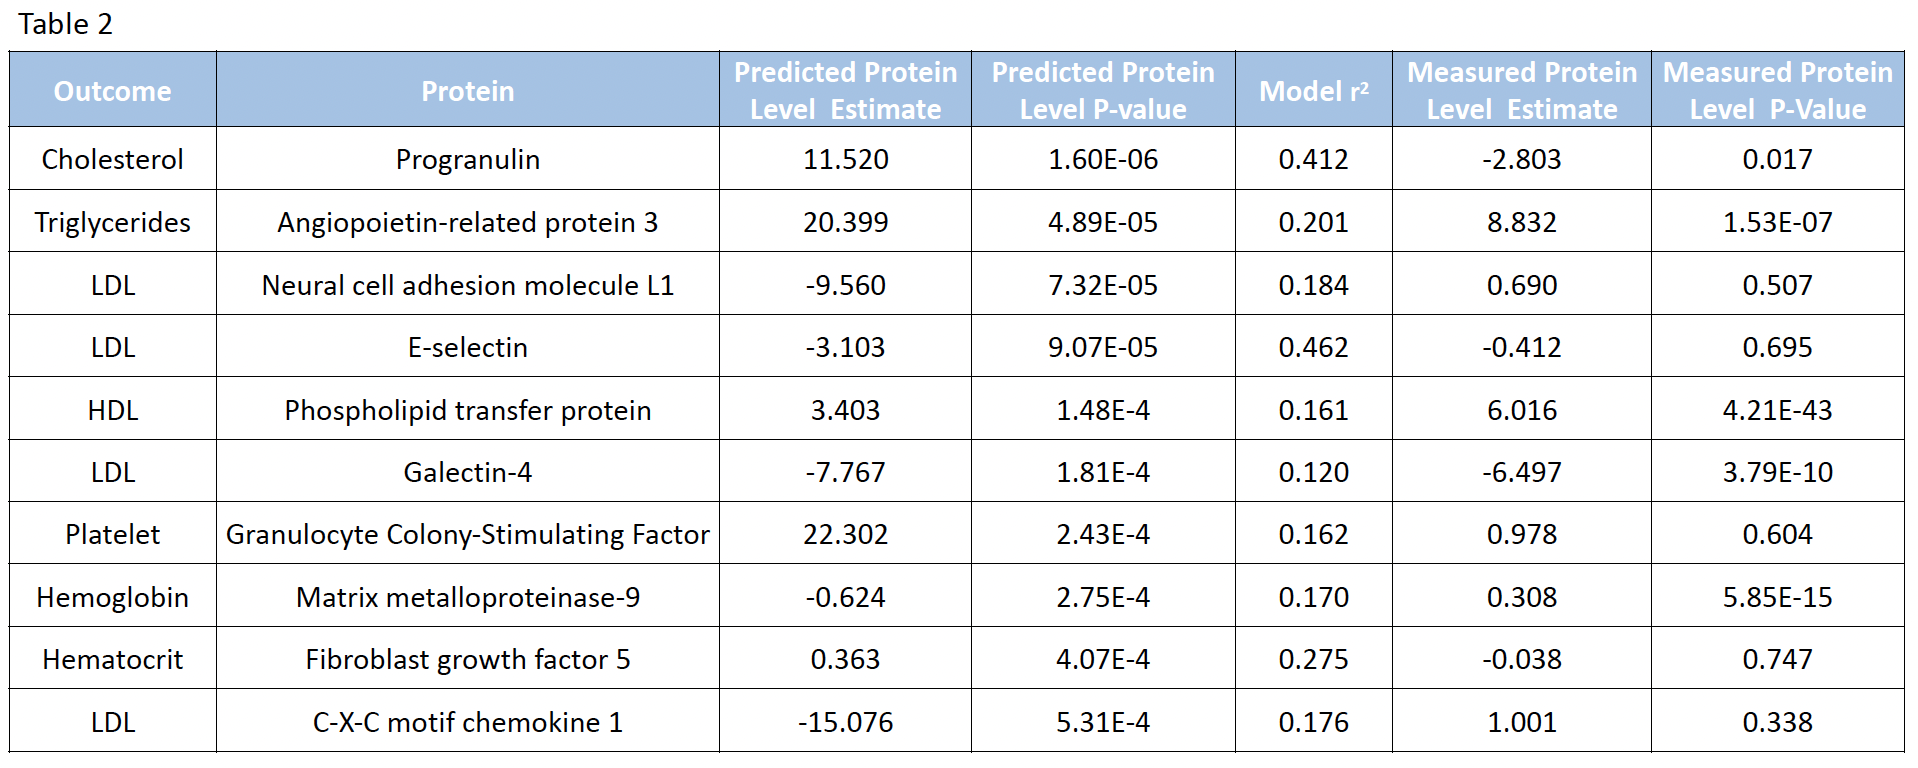 Table 2
Outcome Protein Predicted Protein Level Estimate Predicted Protein Level P-value Model r² Measured Protein Level Estimate Measured Protein Level P-Value
Cholesterol Progranulin 11.520 1.60E-06 0.412 -2.803 0.017
Triglycerides Angiopoietin-related protein 3 20.399 4.89E-05 0.201 8.832 1.53E-07
LDL Neural cell adhesion molecule L1 -9.560 7.32E-05 0.184 0.690 0.507
LDL E-selectin -3.103 9.07E-05 0.462 -0.412 0.695
HDL Phospholipid transfer protein 3.403 1.48E-4 0.161 6.016 4.21E-43
LDL Galectin-4 -7.767 1.81E-4 0.120 -6.497 3.79E-10
Platelet Granulocyte Colony-Stimulating Factor 22.302 2.43E-4 0.162 0.978 0.604
Hemoglobin Matrix metalloproteinase-9 -0.624 2.75E-4 0.170 0.308 5.85E-15
Hematocrit Fibroblast growth factor 5 0.363 4.07E-4 0.275 -0.038 0.747
LDL C-X-C motif chemokine 1 -15.076 5.31E-4 0.176 1.001 0.338